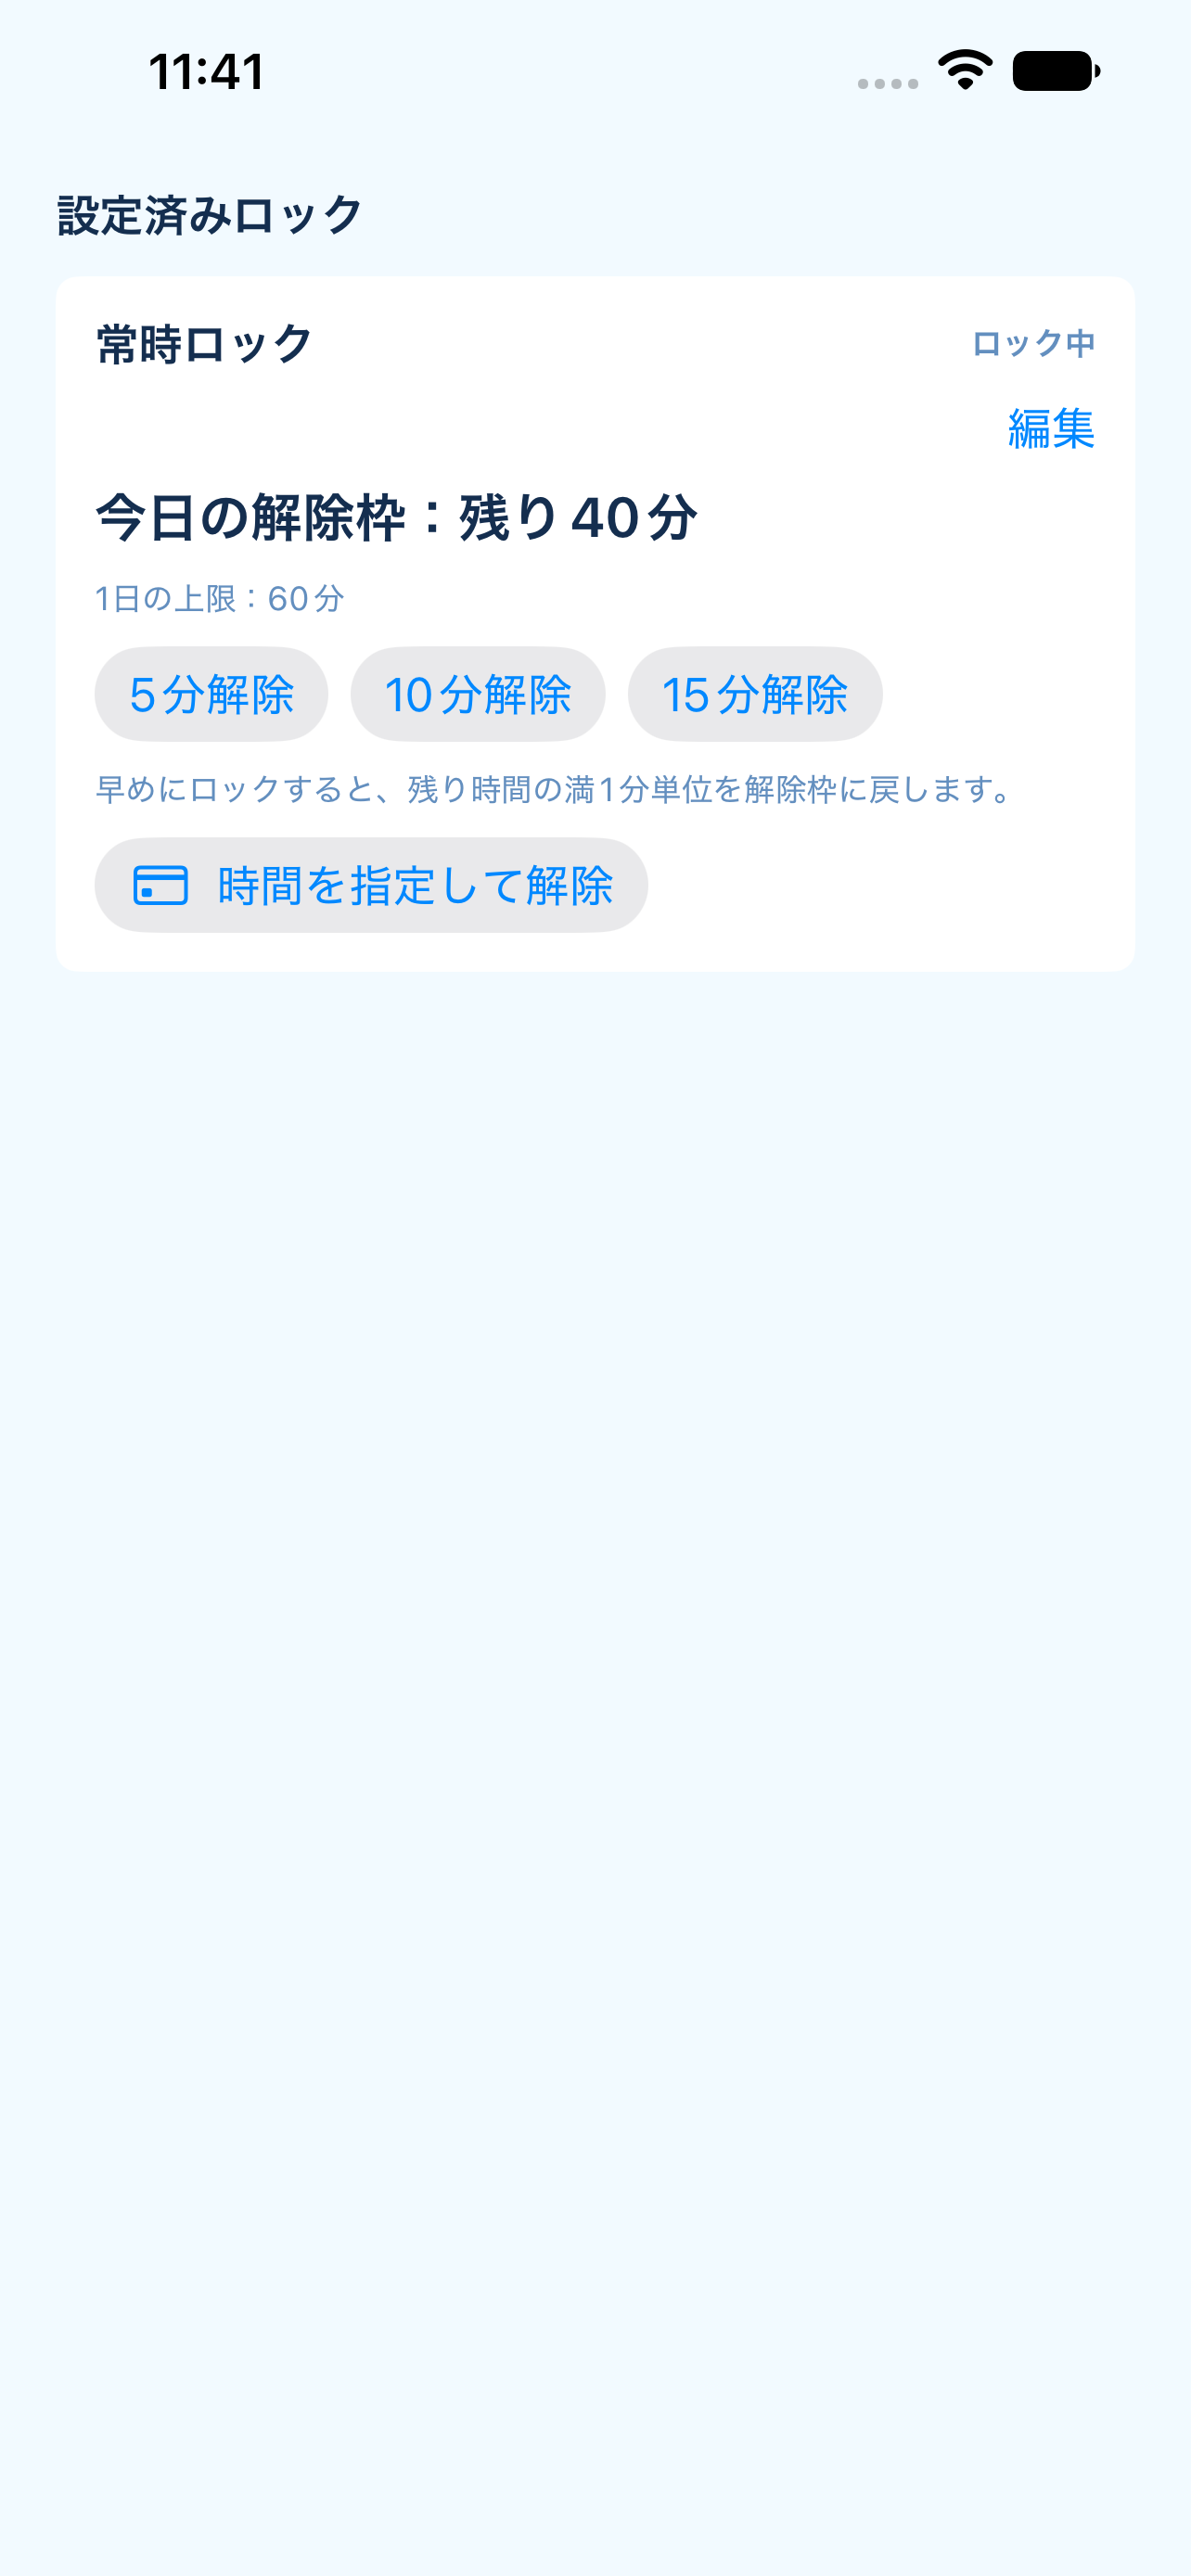 11:41
設定済みロック
常時ロック
ロック中
編集
今日の解除枠：残り40分
1日の上限：60分
5分解除
10分解除
15分解除
早めにロックすると、残り時間の満1分単位を解除枠に戻します。
時間を指定して解除